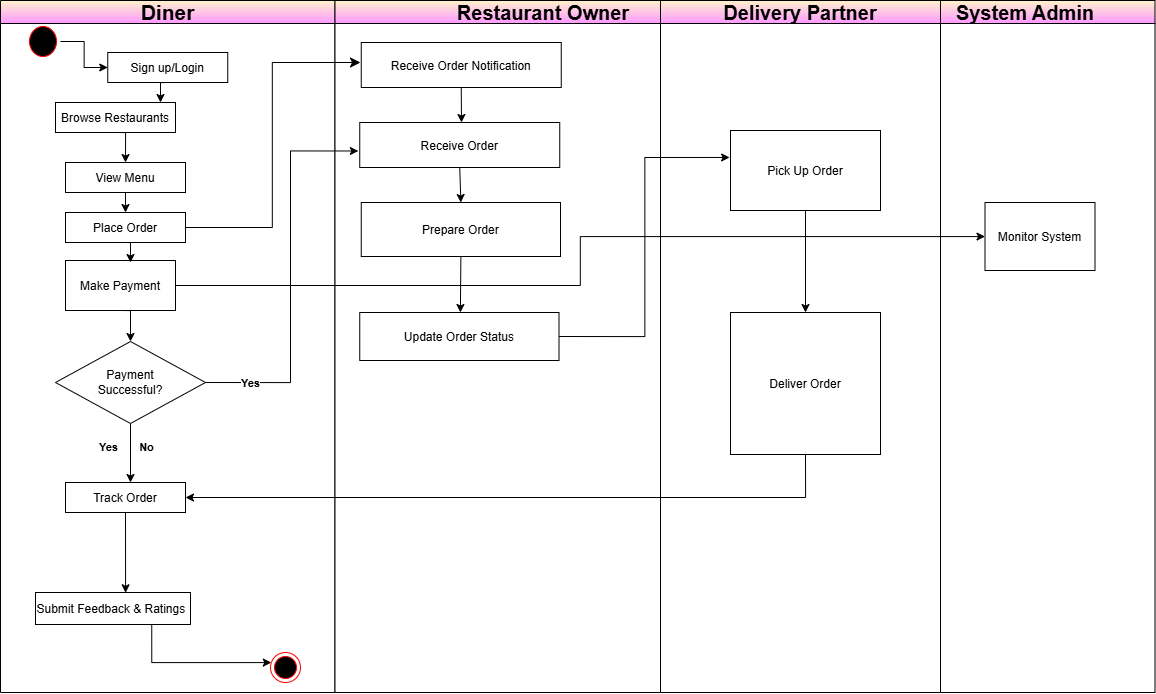 Diner
Restaurant Owner
Delivery Partner
System Admin
Sign up/Login
Browse Restaurants
View Menu
Place Order
Make Payment
Payment
Successful?
Yes
Yes
No
Track Order
Submit Feedback & Ratings
Receive Order Notification
Receive Order
Prepare Order
Update Order Status
Pick Up Order
Deliver Order
Monitor System